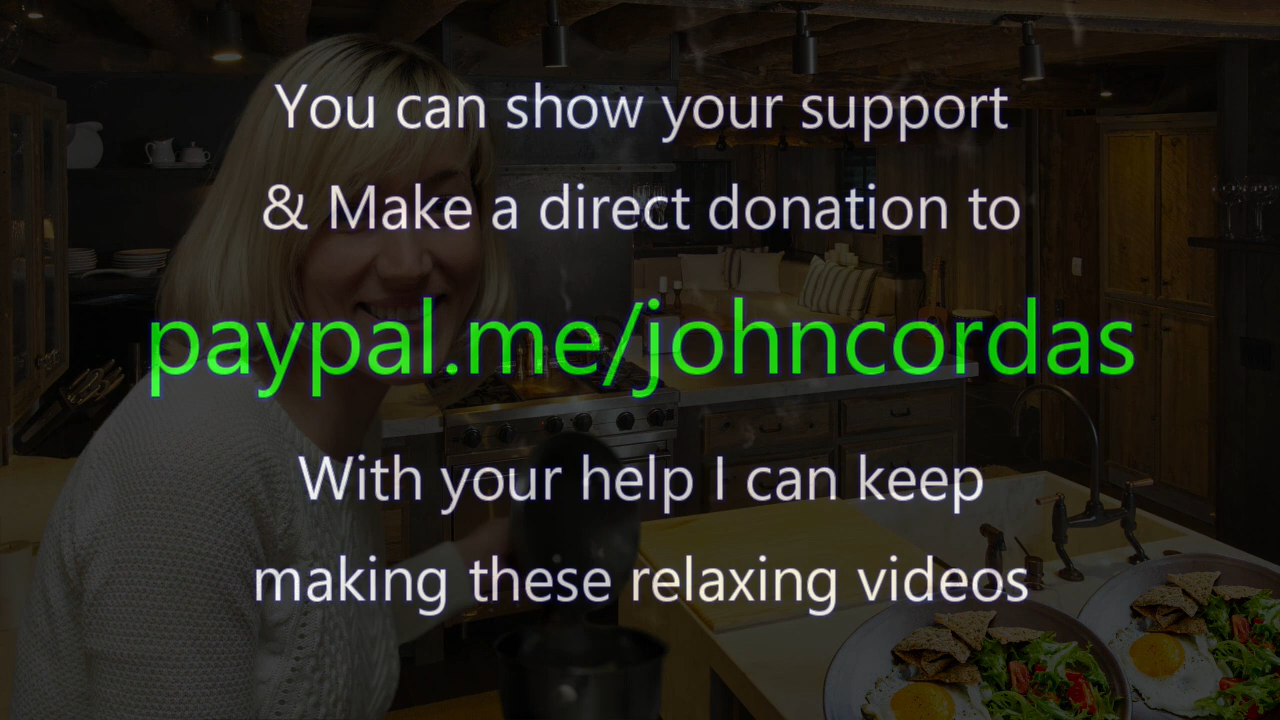 You can show your support
& Make a direct donation to
paypal.me/johncordas
With your help I can keep
making these relaxing videos